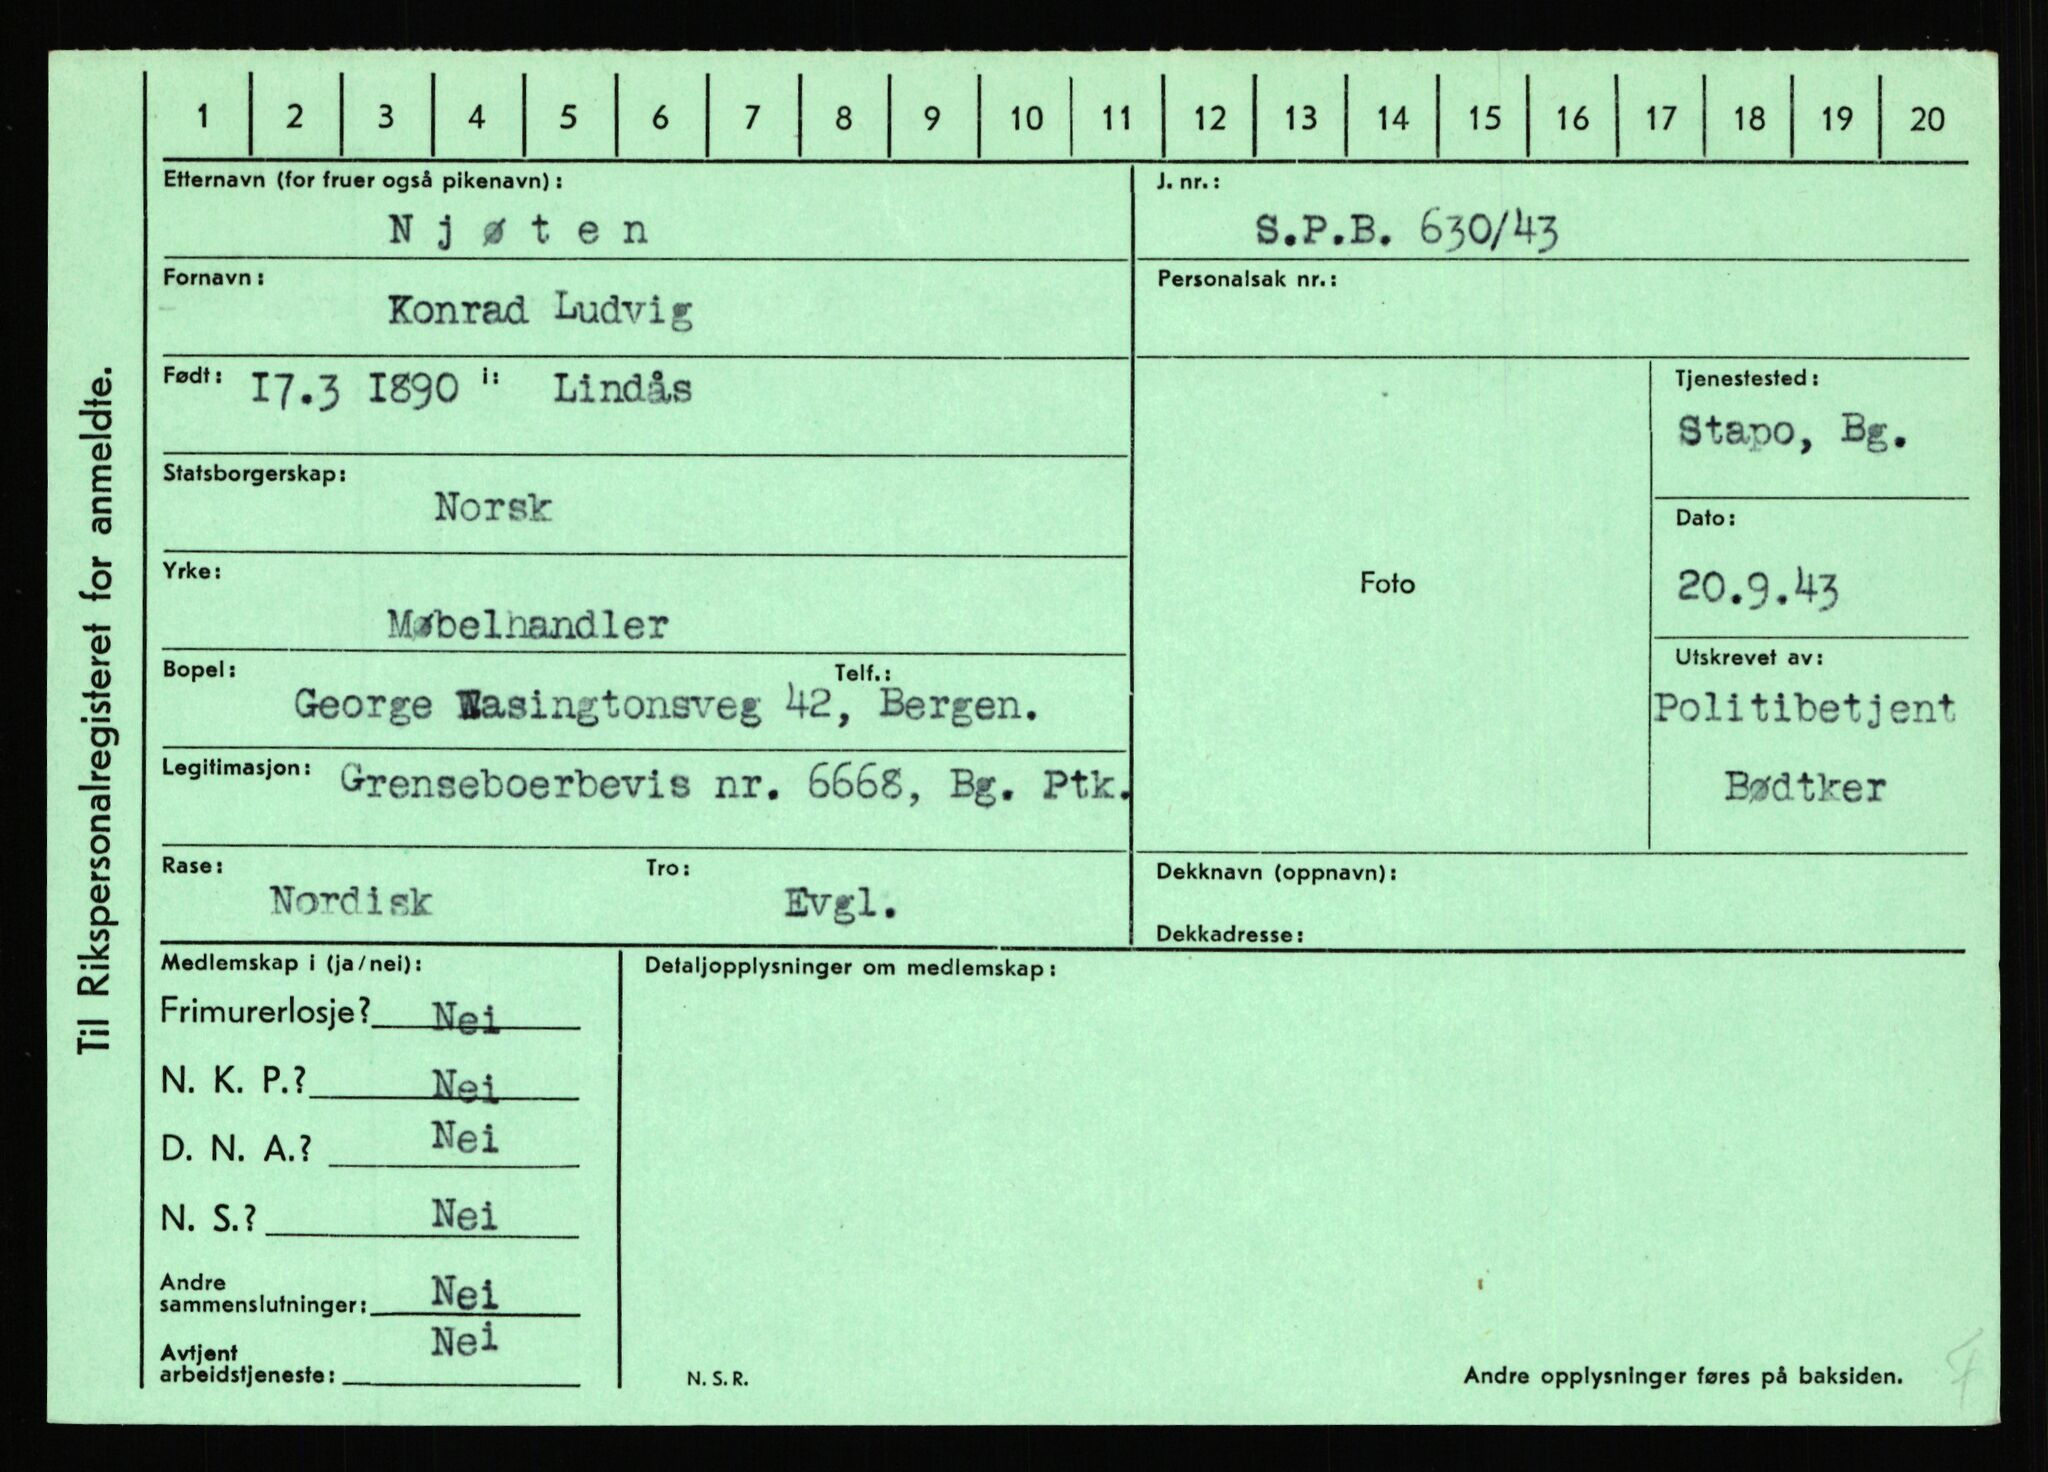 Til Rikspersonalregisteret for anmeldte.
1 2 3 4 5 6 7 8 9 10 11 12 13 14 15 16 17 18 19 20
Etternavn (for fruer også pikenavn):
N j ø t e n
J. nr.:
S.P.B. 630/43
Fornavn:
Konrad Ludvig
Personalsak nr.:
Født: 17.3 1890 i: Lindås
Statsborgerskap:
Norsk
Yrke:
Møbelhandler
Bopel: Telf.:
George Wasingtonsveg 42, Bergen.
Legitimasjon: Grenseboerbevis nr. 6668, Bg. Ptk.
Rase: Tro:
Nordisk Evgl.
Foto
Tjenestested:
Stapo, Bg.
Dato:
20.9.43
Utskrevet av:
Politibetjent
Bødtker
Dekknavn (oppnavn):
Dekkadresse:
Medlemskap i (ja/nei):
Frimurerlosje? Nei
N. K. P.? Nei
D. N. A.? Nei
N. S.? Nei
Andre
sammenslutninger: Nei
Avtjent Nei
arbeidstjeneste:
Detaljopplysninger om medlemskap:
N. S. R.
Andre opplysninger føres på baksiden.